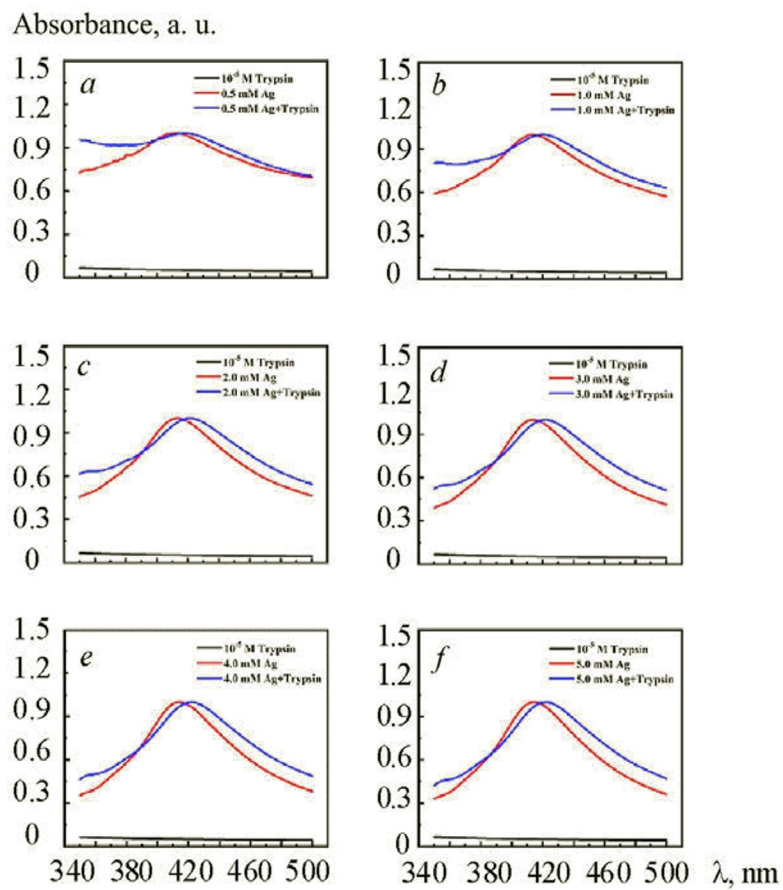 Absorbance, a. u.
1.5
1.2
0.9
0.6
0.3
0
a
10⁻⁵ M Trypsin
0.5 mM Ag
0.5 mM Ag+Trypsin
1.5
1.2
0.9
0.6
0.3
0
b
10⁻⁵ M Trypsin
1.0 mM Ag
1.0 mM Ag+Trypsin
1.5
1.2
0.9
0.6
0.3
0
c
10⁻⁵ M Trypsin
2.0 mM Ag
2.0 mM Ag+Trypsin
1.5
1.2
0.9
0.6
0.3
0
d
10⁻⁵ M Trypsin
3.0 mM Ag
3.0 mM Ag+Trypsin
1.5
1.2
0.9
0.6
0.3
0
e
10⁻⁵ M Trypsin
4.0 mM Ag
4.0 mM Ag+Trypsin
340 380 420 460 500
1.5
1.2
0.9
0.6
0.3
0
f
10⁻⁵ M Trypsin
5.0 mM Ag
5.0 mM Ag+Trypsin
340 380 420 460 500
λ, nm